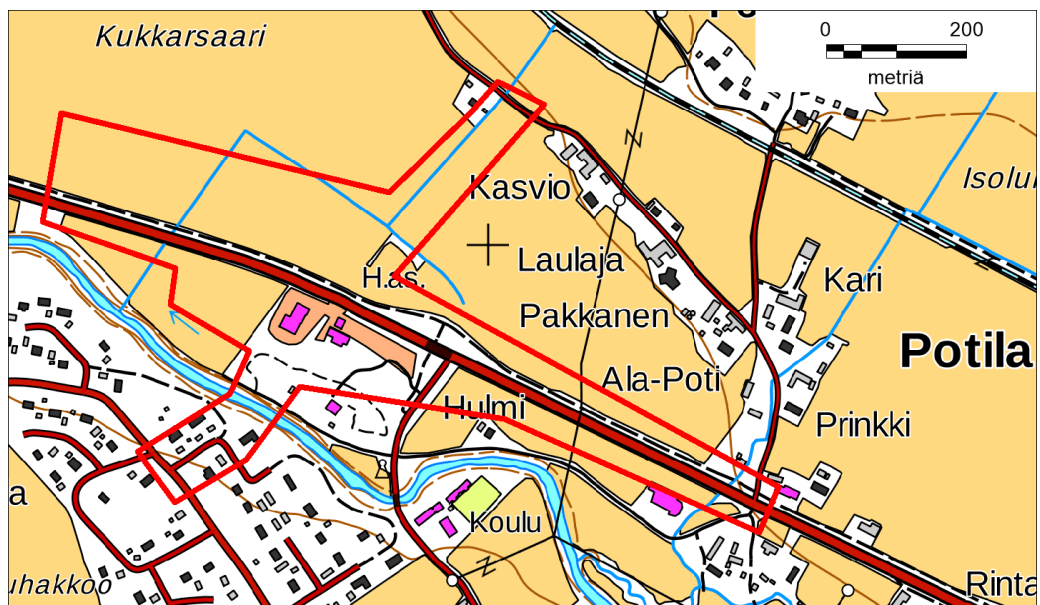 Kukkarsaari
0 200
metriä
Kasvio
Isolu
Laulaja
H.as.
Kari
Pakkanen
Potila
Ala-Poti
Hulmi
Prinkki
a
Koulu
uhakkoo
Rinta